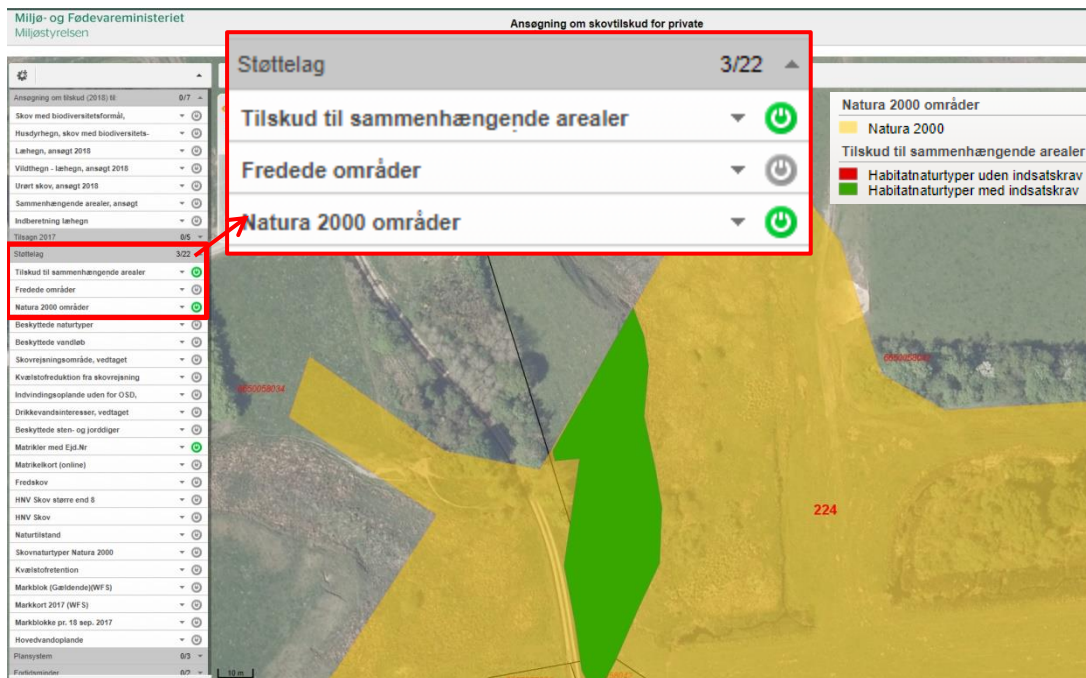 Miljø- og Fødevareministeriet
Miljøstyrelsen
Ansøgning om skovtilskud for private
Støttelag 3/22
Tilskud til sammenhængende arealer
Fredede områder
Natura 2000 områder
Natura 2000 områder
Natura 2000
Tilskud til sammenhængende arealer
Habitatnaturtyper uden indsatskrav
Habitatnaturtyper med indsatskrav
Ansøgning om tilskud (2018) til 0/7
Skov med biodiversitetsformål,
Husdyrhegn, skov med biodiversitets-
Læhegn, ansøgt 2018
Vildthegn - læhegn, ansøgt 2018
Urørt skov, ansøgt 2018
Sammenhængende arealer, ansøgt
Indberetning læhegn
Tilsagn 2017 0/5
Støttelag 3/22
Tilskud til sammenhængende arealer
Fredede områder
Natura 2000 områder
Beskyttede naturtyper
Beskyttede vandløb
Skovrejsningsområde, vedtaget
Kvælstofreduktion fra skovrejsning
Indvindingsoplande uden for OSD,
Drikkevandsinteresser, vedtaget
Beskyttede sten- og jorddiger
Matrikler med Ejd.Nr
Matrikelkort (online)
Fredskov
HNV Skov større end 8
HNV Skov
Naturtilstand
Skovnaturtyper Natura 2000
Kvælstofretention
Markblok (Gældende)(WFS)
Markkort 2017 (WFS)
Markblokke pr. 18 sep. 2017
Hovedvandoplande
Plansystem 0/3
Fortidsminder 0/2
224
10 m